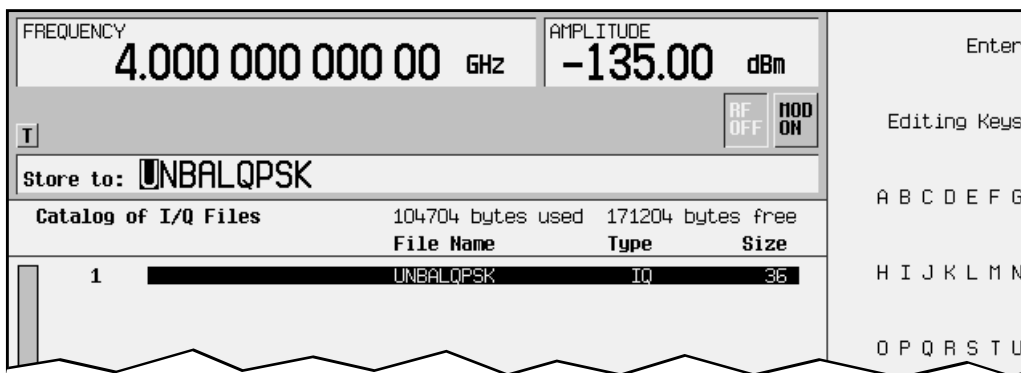 FREQUENCY
4.000 000 000 00 GHz
AMPLITUDE
-135.00 dBm
RF OFF
MOD ON
T
Store to: UNBALQPSK
Catalog of I/Q Files 104704 bytes used 171204 bytes free
File Name Type Size
1 UNBALQPSK IQ 36
Enter
Editing Keys
A B C D E F G
H I J K L M N
O P Q R S T U